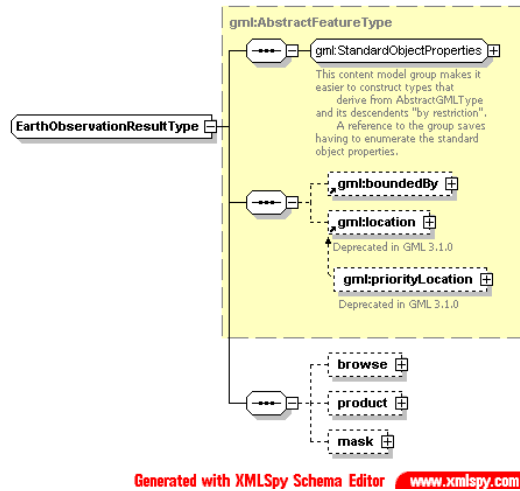 gml:AbstractFeatureType
gml:StandardObjectProperties
This content model group makes it
easier to construct types that
derive from AbstractGMLType
and its descendents "by restriction".
A reference to the group saves
having to enumerate the standard
object properties.
EarthObservationResultType
gml:boundedBy
gml:location
Deprecated in GML 3.1.0
gml:priorityLocation
Deprecated in GML 3.1.0
browse
product
mask
Generated with XMLSpy Schema Editor www.xmlspy.com